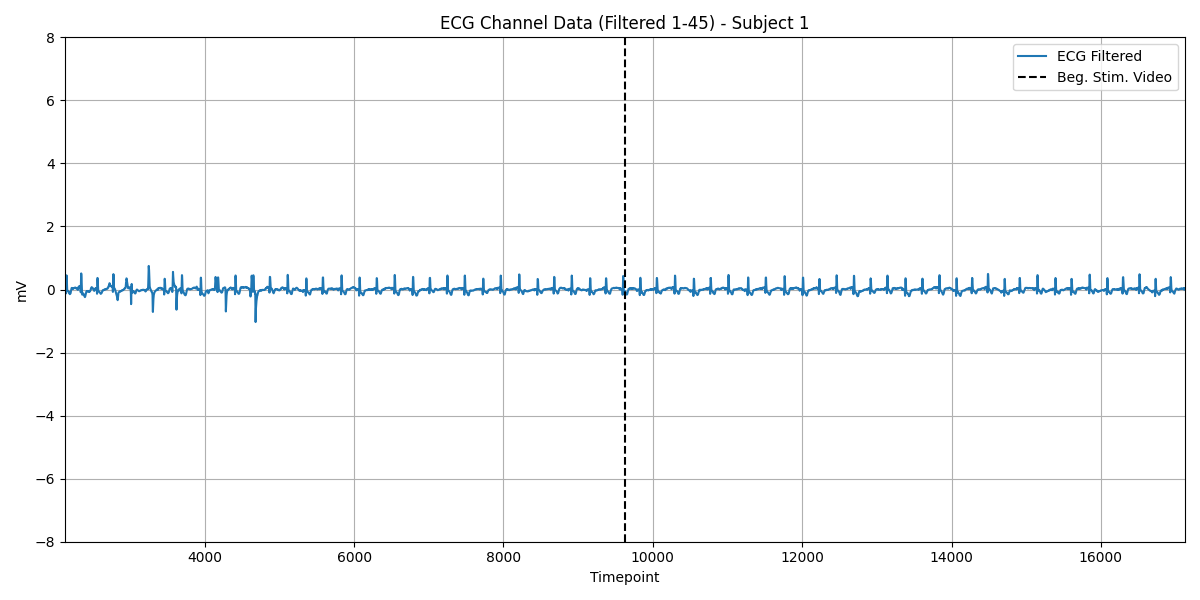 ECG Channel Data (Filtered 1-45) - Subject 1
ECG Filtered
Beg. Stim. Video
mV
8
6
4
2
0
−2
−4
−6
−8
4000 6000 8000 10000 12000 14000 16000
Timepoint